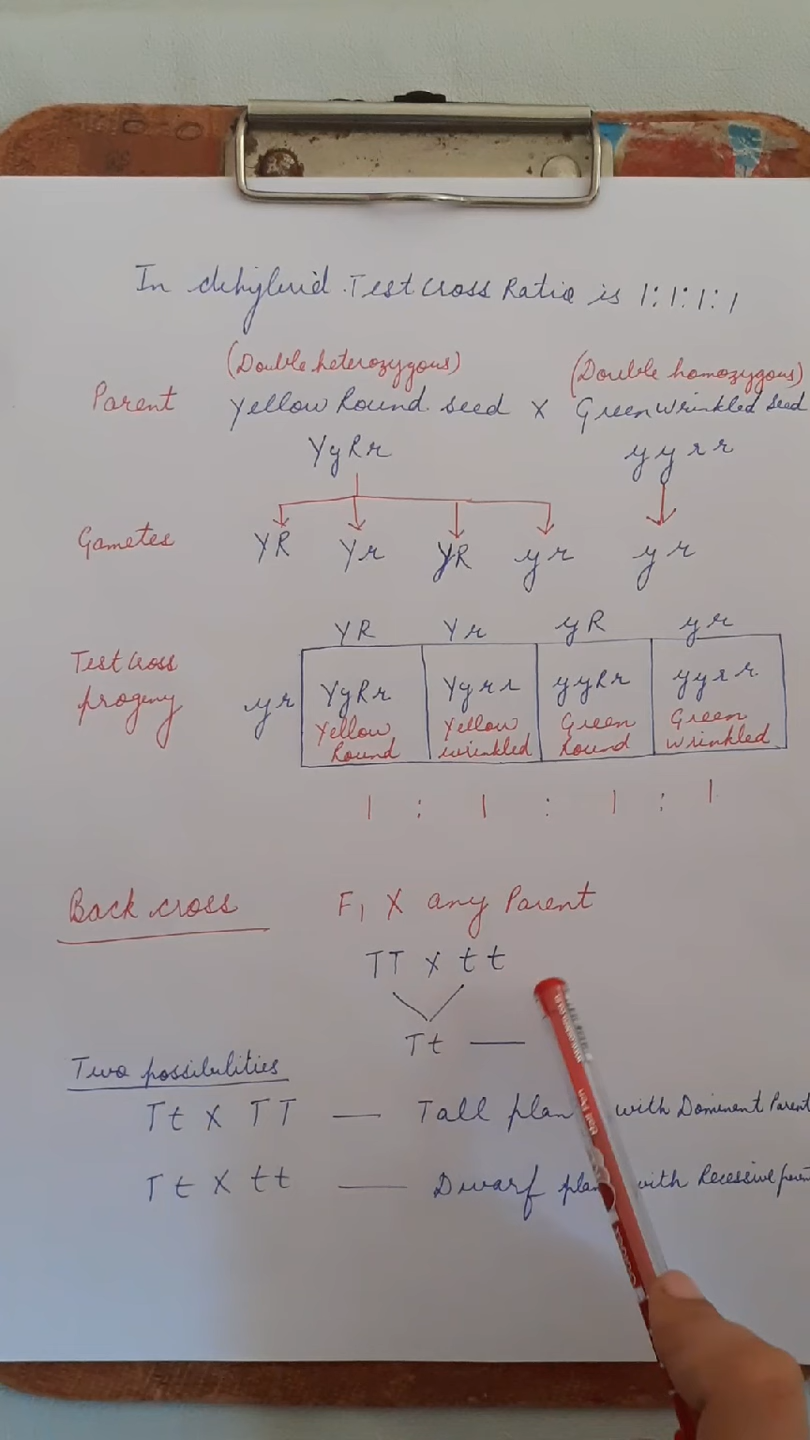 In dihybrid Test Cross Ratio is 1:1:1:1
(Double heterozygous) (Double homozygous)
Parent Yellow Round seed X Green wrinkled seed
YyRr yyrr
Gametes YR Yr yR yr yr
YR Yr yR yr
Test Cross progeny yr YyRr Yyrr yyRr yyrr
Yellow Round Yellow wrinkled Green Round Green wrinkled
1 : 1 : 1 : 1
Back cross F1 X any Parent
TT X tt
Tt —
Two possibilities
Tt X TT — Tall plan with Dominent Parent
Tt X tt — Dwarf plan with Recessive paren